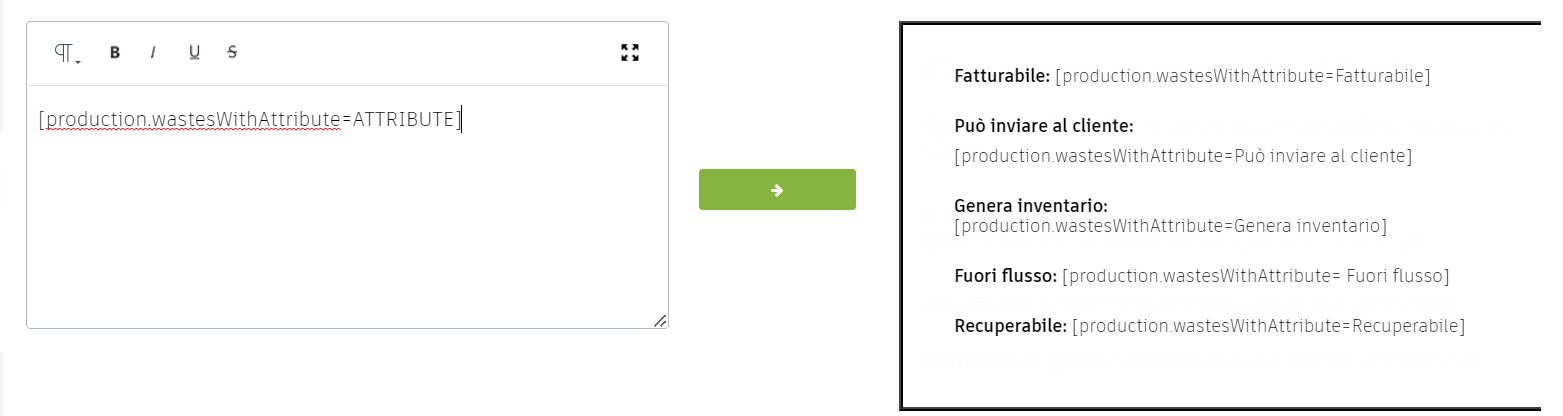 B I U S
[production.wastesWithAttribute=ATTRIBUTE]
Fatturabile: [production.wastesWithAttribute=Fatturabile]
Può inviare al cliente:
[production.wastesWithAttribute=Può inviare al cliente]
Genera inventario:
[production.wastesWithAttribute=Genera inventario]
Fuori flusso: [production.wastesWithAttribute= Fuori flusso]
Recuperabile: [production.wastesWithAttribute=Recuperabile]